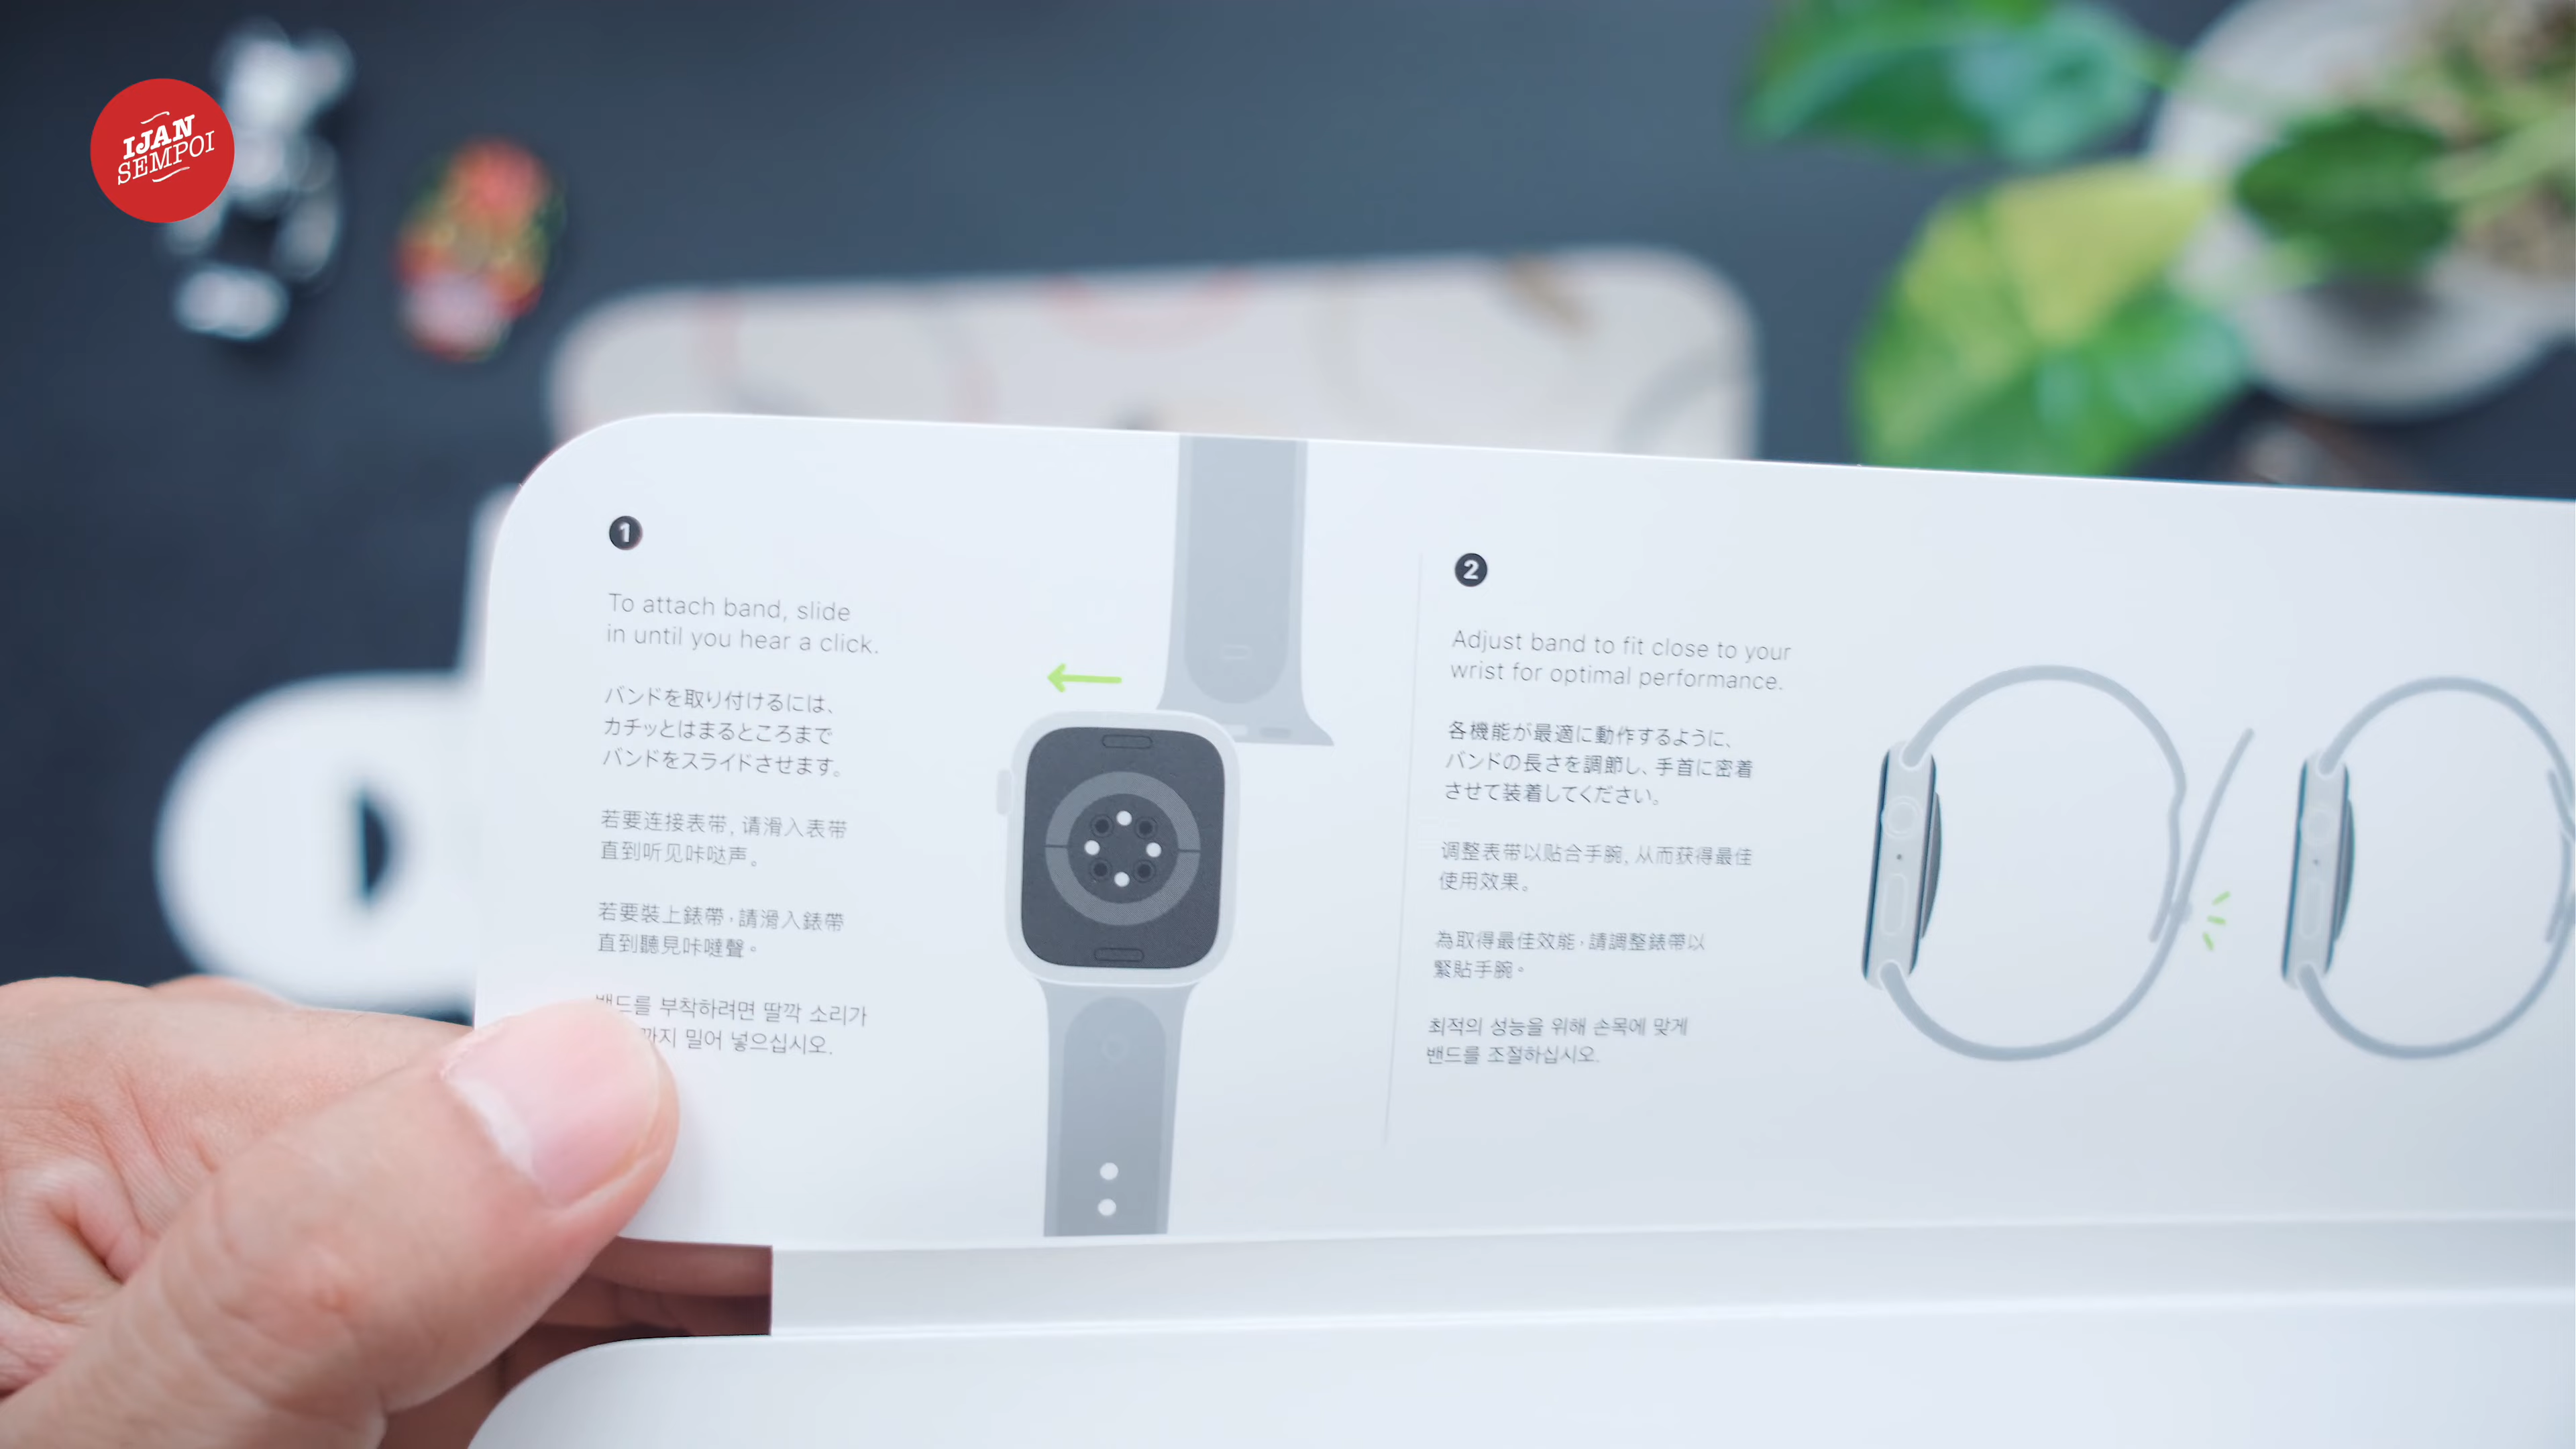 IJAN
SEMPOI
1
To attach band, slide
in until you hear a click.
バンドを取り付けるには、
カチッとはまるところまで
バンドをスライドさせます。
若要连接表带，请滑入表带
直到听见咔哒声。
若要裝上錶帶，請滑入錶帶
直到聽見咔噠聲。
밴드를 부착하려면 딸깍 소리가
까지 밀어 넣으십시오.
2
Adjust band to fit close to your
wrist for optimal performance.
各機能が最適に動作するように、
バンドの長さを調節し、手首に密着
させて装着してください。
调整表带以贴合手腕，从而获得最佳
使用效果。
為取得最佳效能，請調整錶帶以
緊貼手腕。
최적의 성능을 위해 손목에 맞게
밴드를 조절하십시오.